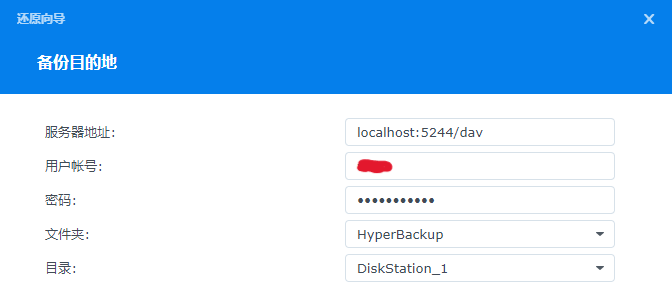 还原向导
备份目的地
服务器地址: localhost:5244/dav
用户帐号:
密码: •••••••••••
文件夹: HyperBackup
目录: DiskStation_1